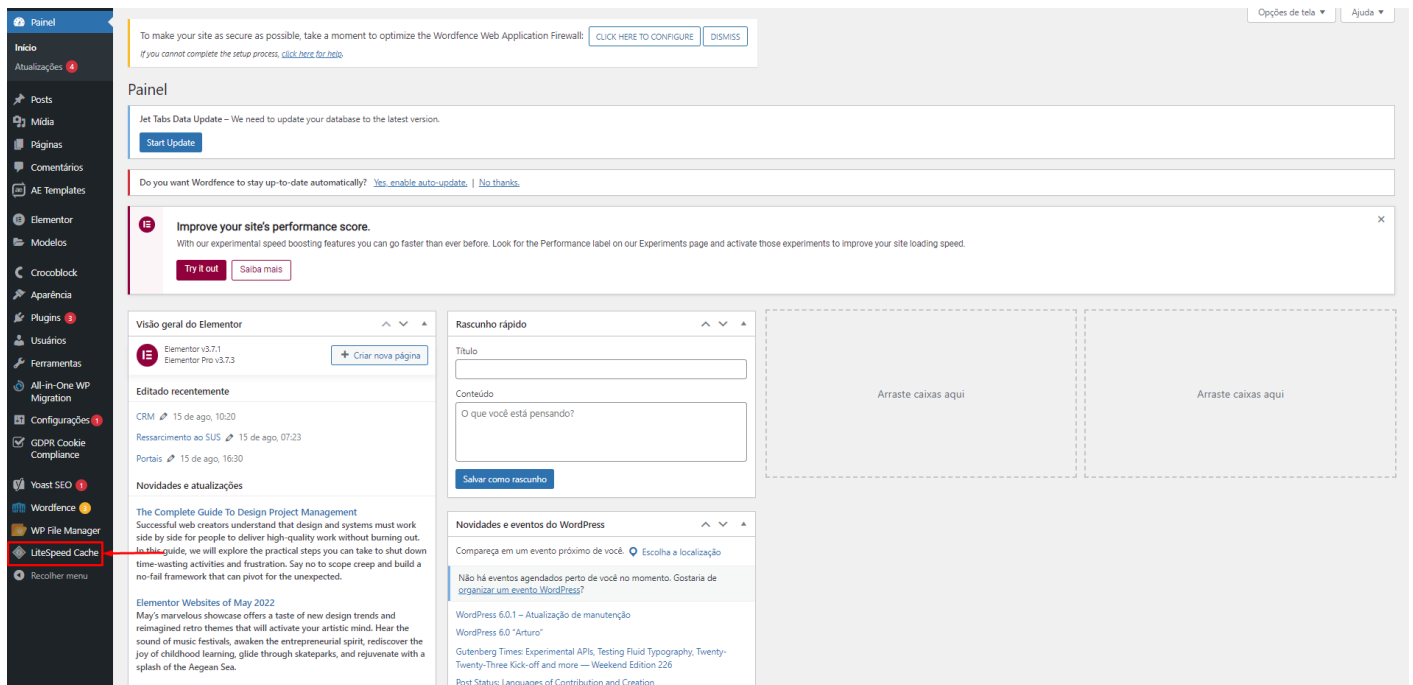 Painel
Início
Atualizações 4
Posts
Mídia
Páginas
Comentários
AE Templates
Elementor
Modelos
Crocoblock
Aparência
Plugins 3
Usuários
Ferramentas
All-in-One WP
Migration
Configurações 1
GDPR Cookie
Compliance
Yoast SEO 1
Wordfence 3
WP File Manager
LiteSpeed Cache
Recolher menu
Opções de tela ▼
Ajuda ▼
To make your site as secure as possible, take a moment to optimize the Wordfence Web Application Firewall: CLICK HERE TO CONFIGURE DISMISS
If you cannot complete the setup process, click here for help.
Painel
Jet Tabs Data Update – We need to update your database to the latest version.
Start Update
Do you want Wordfence to stay up-to-date automatically? Yes, enable auto-update. | No thanks.
Improve your site's performance score.
With our experimental speed boosting features you can go faster than ever before. Look for the Performance label on our Experiments page and activate those experiments to improve your site loading speed.
Try it out Saiba mais
Visão geral do Elementor
Elementor v3.7.1
Elementor Pro v3.7.3
+ Criar nova página
Editado recentemente
CRM 15 de ago, 10:20
Ressarcimento ao SUS 15 de ago, 07:23
Portais 15 de ago, 16:30
Novidades e atualizações
The Complete Guide To Design Project Management
Successful web creators understand that design and systems must work
side by side for people to deliver high-quality work without burning out.
In this guide, we will explore the practical steps you can take to shut down
time-wasting activities and frustration. Say no to scope creep and build a
no-fail framework that can pivot for the unexpected.
Elementor Websites of May 2022
May's marvelous showcase offers a taste of new design trends and
reimagined retro themes that will activate your artistic mind. Hear the
sound of music festivals, awaken the entrepreneurial spirit, rediscover the
joy of childhood learning, glide through skateparks, and rejuvenate with a
splash of the Aegean Sea.
Rascunho rápido
Título
Conteúdo
O que você está pensando?
Salvar como rascunho
Novidades e eventos do WordPress
Compareça em um evento próximo de você. Escolha a localização
Não há eventos agendados perto de você no momento. Gostaria de
organizar um evento WordPress?
WordPress 6.0.1 – Atualização de manutenção
WordPress 6.0 "Arturo"
Gutenberg Times: Experimental APIs, Testing Fluid Typography, Twenty-
Twenty-Three Kick-off and more — Weekend Edition 226
Post Status: Languages of Contribution and Creation
Arraste caixas aqui
Arraste caixas aqui